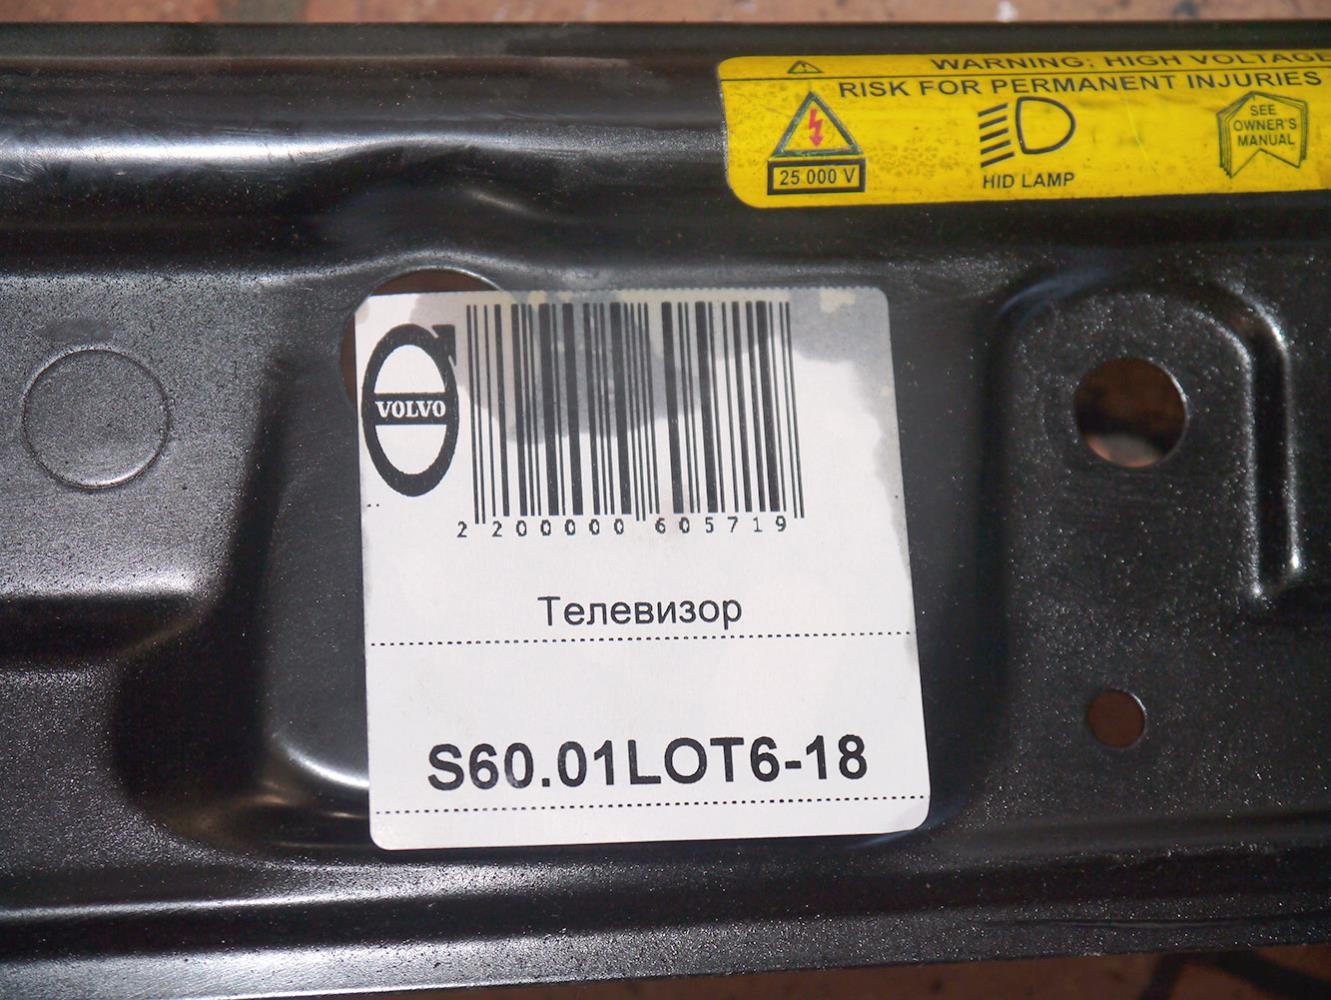 WARNING: HIGH VOLTAGE
RISK FOR PERMANENT INJURIES
25.000 V
HID LAMP
SEE
OWNER'S
MANUAL
VOLVO
2 200000 605719
Телевизор
S60.01LOT6-18